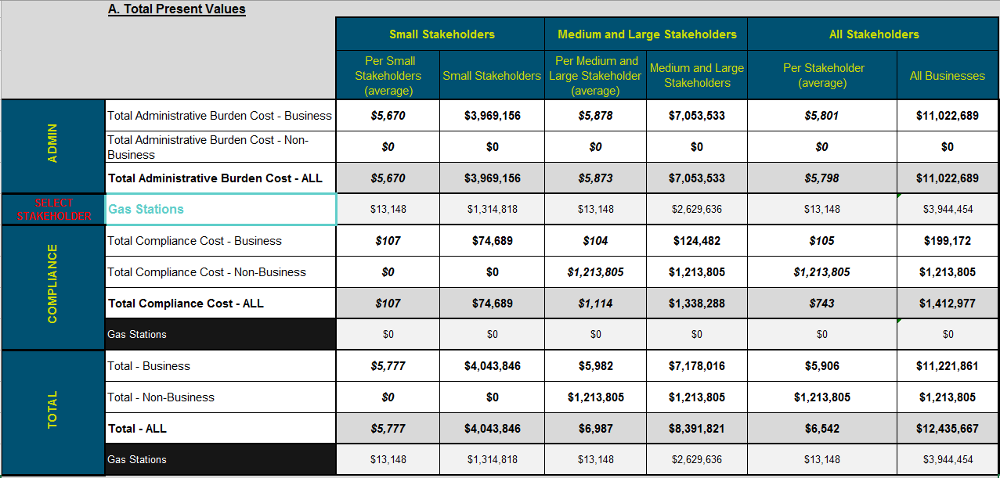 A. Total Present Values
Small Stakeholders Medium and Large Stakeholders All Stakeholders
Per Small Stakeholders (average) Small Stakeholders Per Medium and Large Stakeholder (average) Medium and Large Stakeholders Per Stakeholder (average) All Businesses
ADMIN
Total Administrative Burden Cost - Business $5,670 $3,969,156 $5,878 $7,053,533 $5,801 $11,022,689
Total Administrative Burden Cost - Non-
Business $0 $0 $0 $0 $0 $0
Total Administrative Burden Cost - ALL $5,670 $3,969,156 $5,873 $7,053,533 $5,798 $11,022,689
SELECT
STAKEHOLDER
Gas Stations $13,148 $1,314,818 $13,148 $2,629,636 $13,148 $3,944,454
COMPLIANCE
Total Compliance Cost - Business $107 $74,689 $104 $124,482 $105 $199,172
Total Compliance Cost - Non-Business $0 $0 $1,213,805 $1,213,805 $1,213,805 $1,213,805
Total Compliance Cost - ALL $107 $74,689 $1,114 $1,338,288 $743 $1,412,977
Gas Stations $0 $0 $0 $0 $0 $0
TOTAL
Total - Business $5,777 $4,043,846 $5,982 $7,178,016 $5,906 $11,221,861
Total - Non-Business $0 $0 $1,213,805 $1,213,805 $1,213,805 $1,213,805
Total - ALL $5,777 $4,043,846 $6,987 $8,391,821 $6,542 $12,435,667
Gas Stations $13,148 $1,314,818 $13,148 $2,629,636 $13,148 $3,944,454